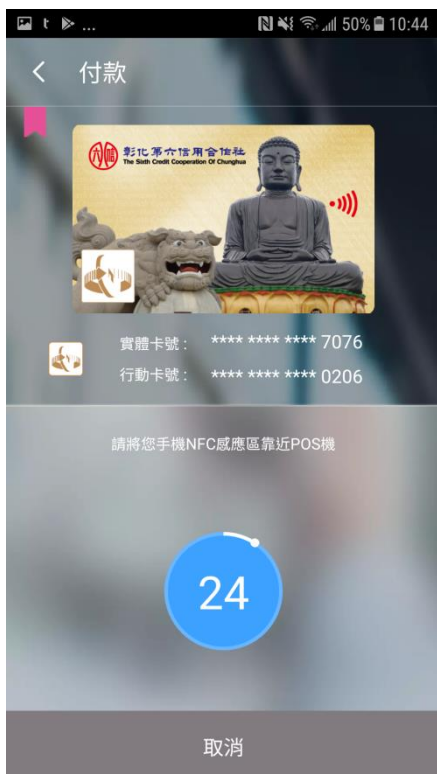 t ... 50% 10:44
付款
彰化第六信用合作社
The Sixth Credit Cooperation Of Changhua
實體卡號： **** **** **** 7076
行動卡號： **** **** **** 0206
請將您手機NFC感應區靠近POS機
24
取消